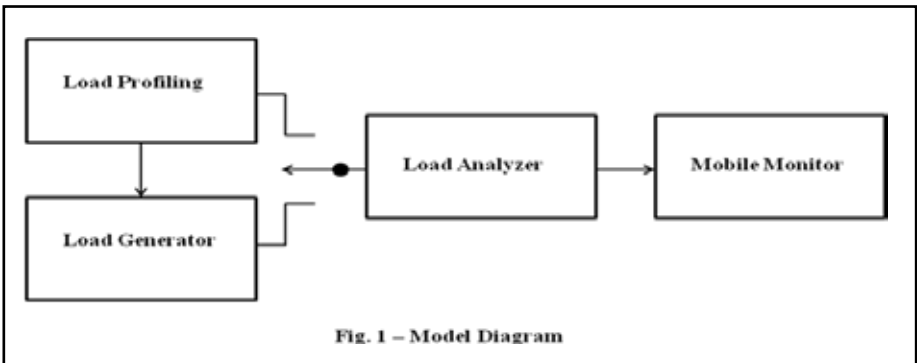 Load Profiling
Load Analyzer
Mobile Monitor
Load Generator
Fig. 1 – Model Diagram